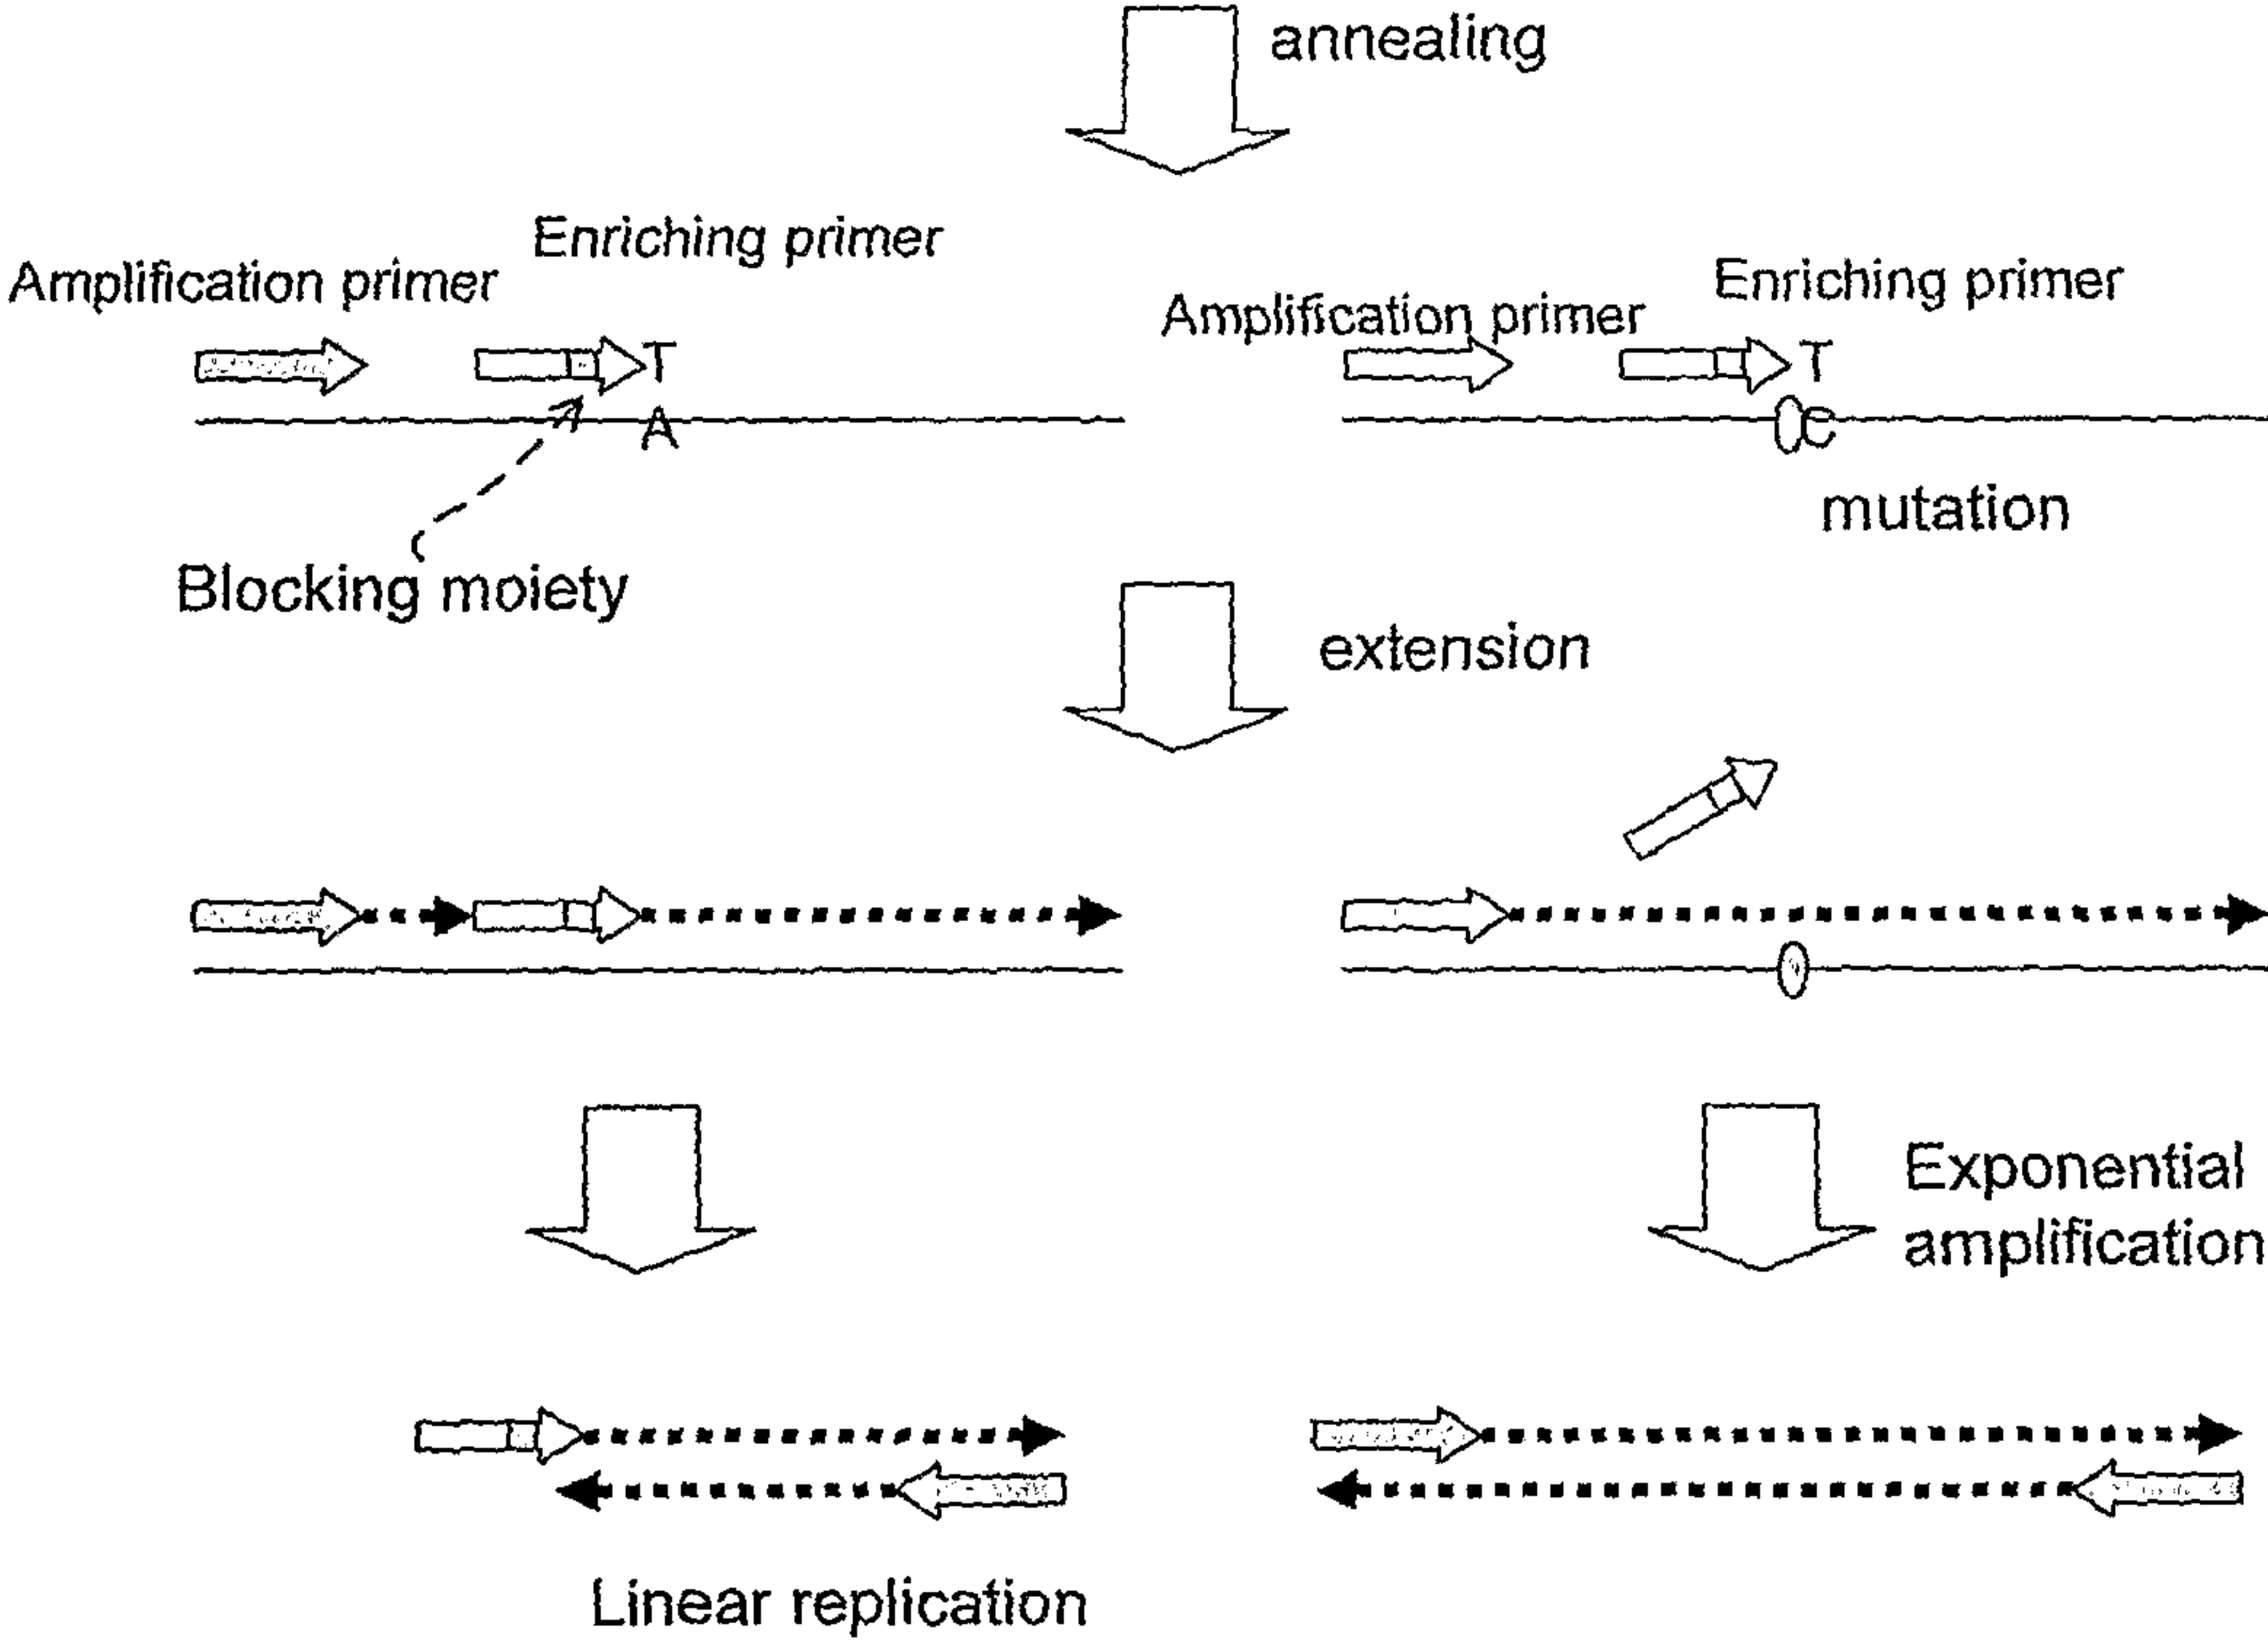 annealing
Enriching primer
Amplification primer
Enriching primer
Amplification primer
T
T
A
C
mutation
Blocking moiety
extension
Exponential
amplification
Linear replication